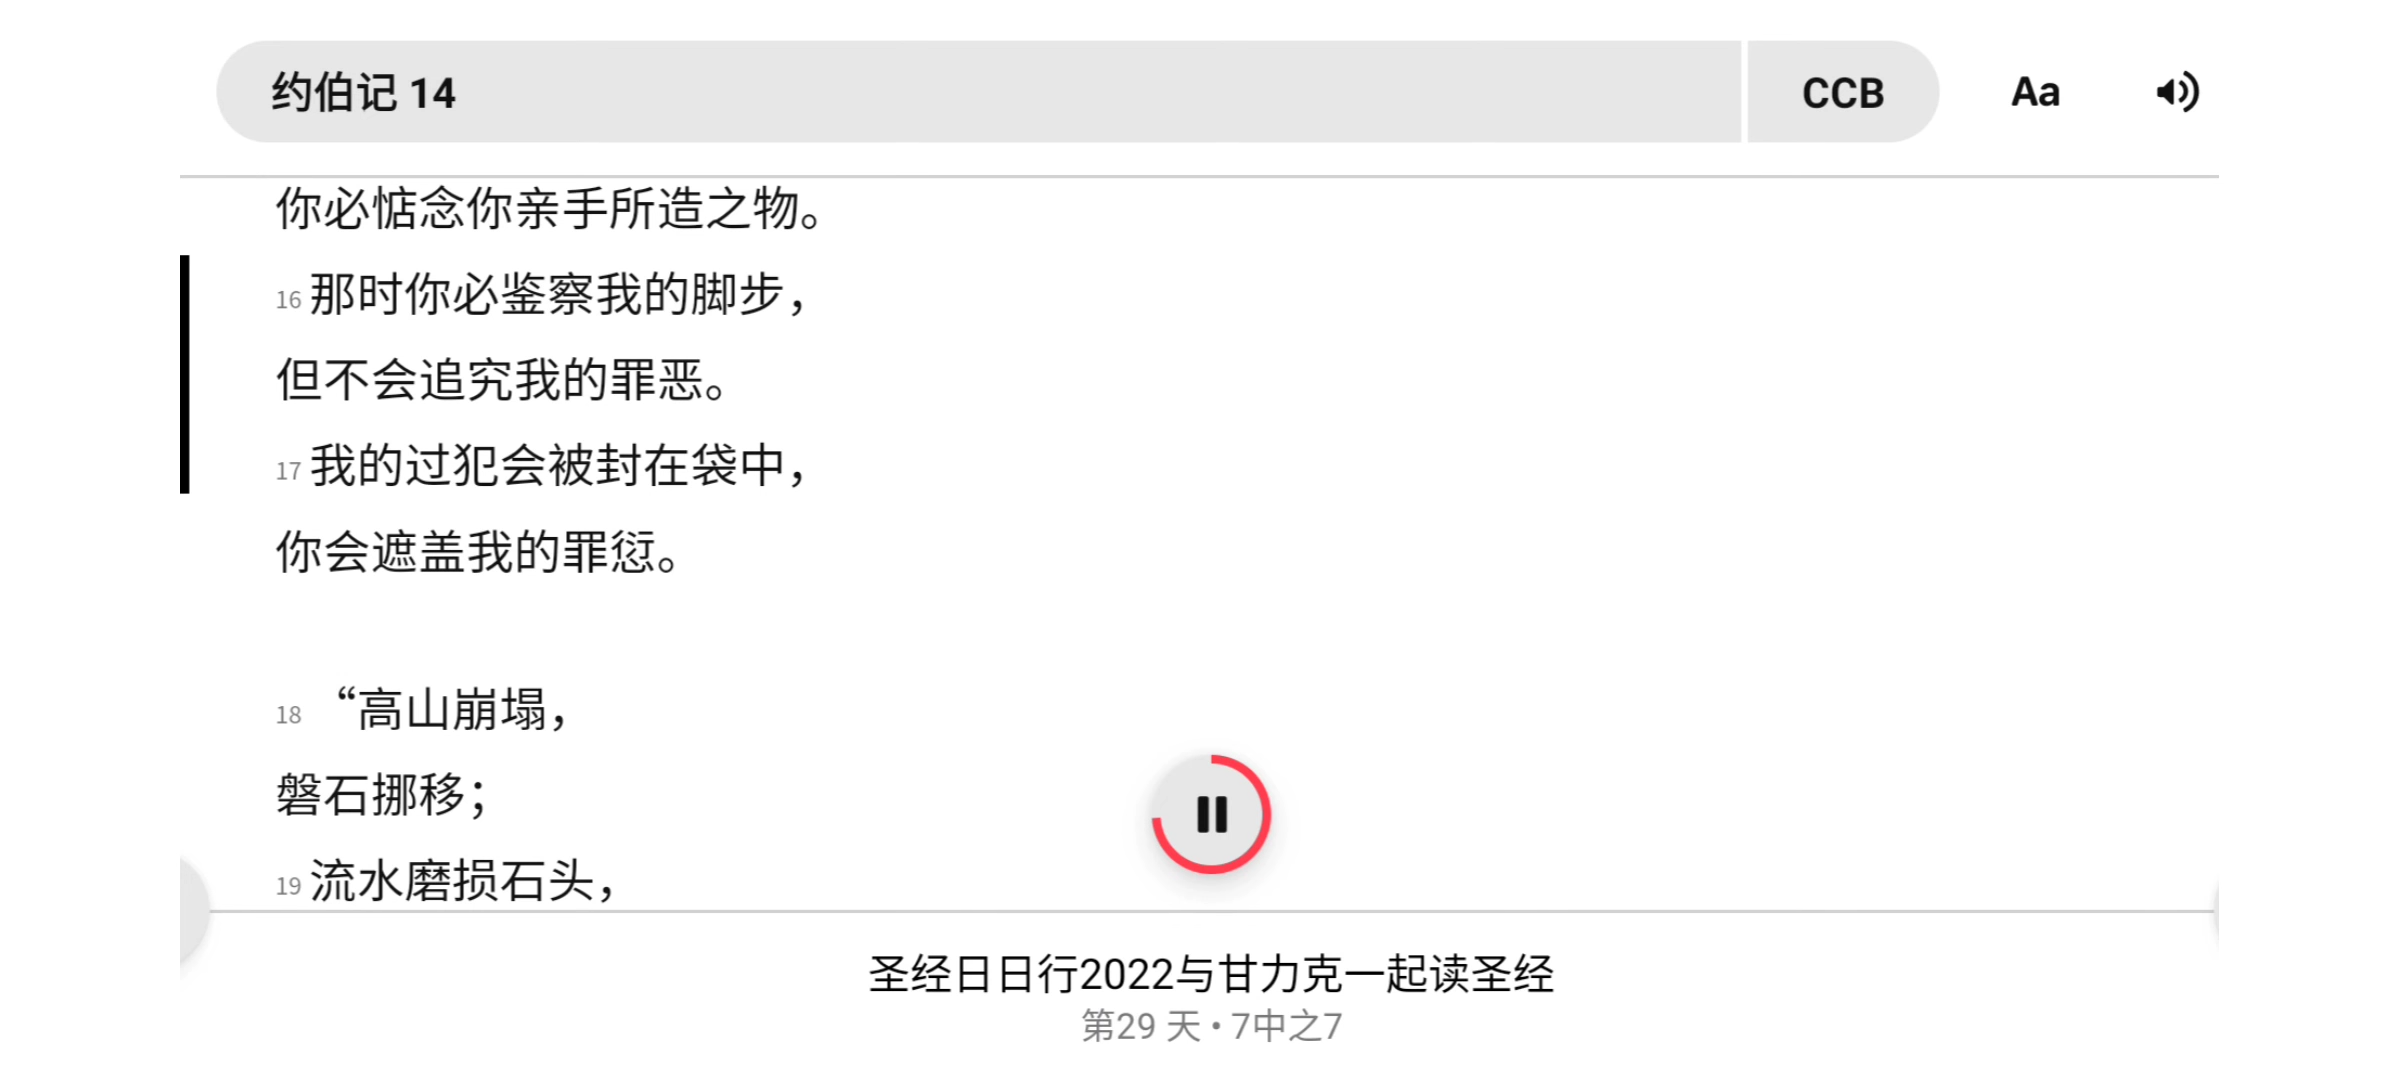 约伯记 14 CCB Aa
你必惦念你亲手所造之物。
16 那时你必鉴察我的脚步，
但不会追究我的罪恶。
17 我的过犯会被封在袋中，
你会遮盖我的罪愆。
18 “高山崩塌，
磐石挪移；
19 流水磨损石头，
圣经日日行2022与甘力克一起读圣经
第29 天 • 7中之7